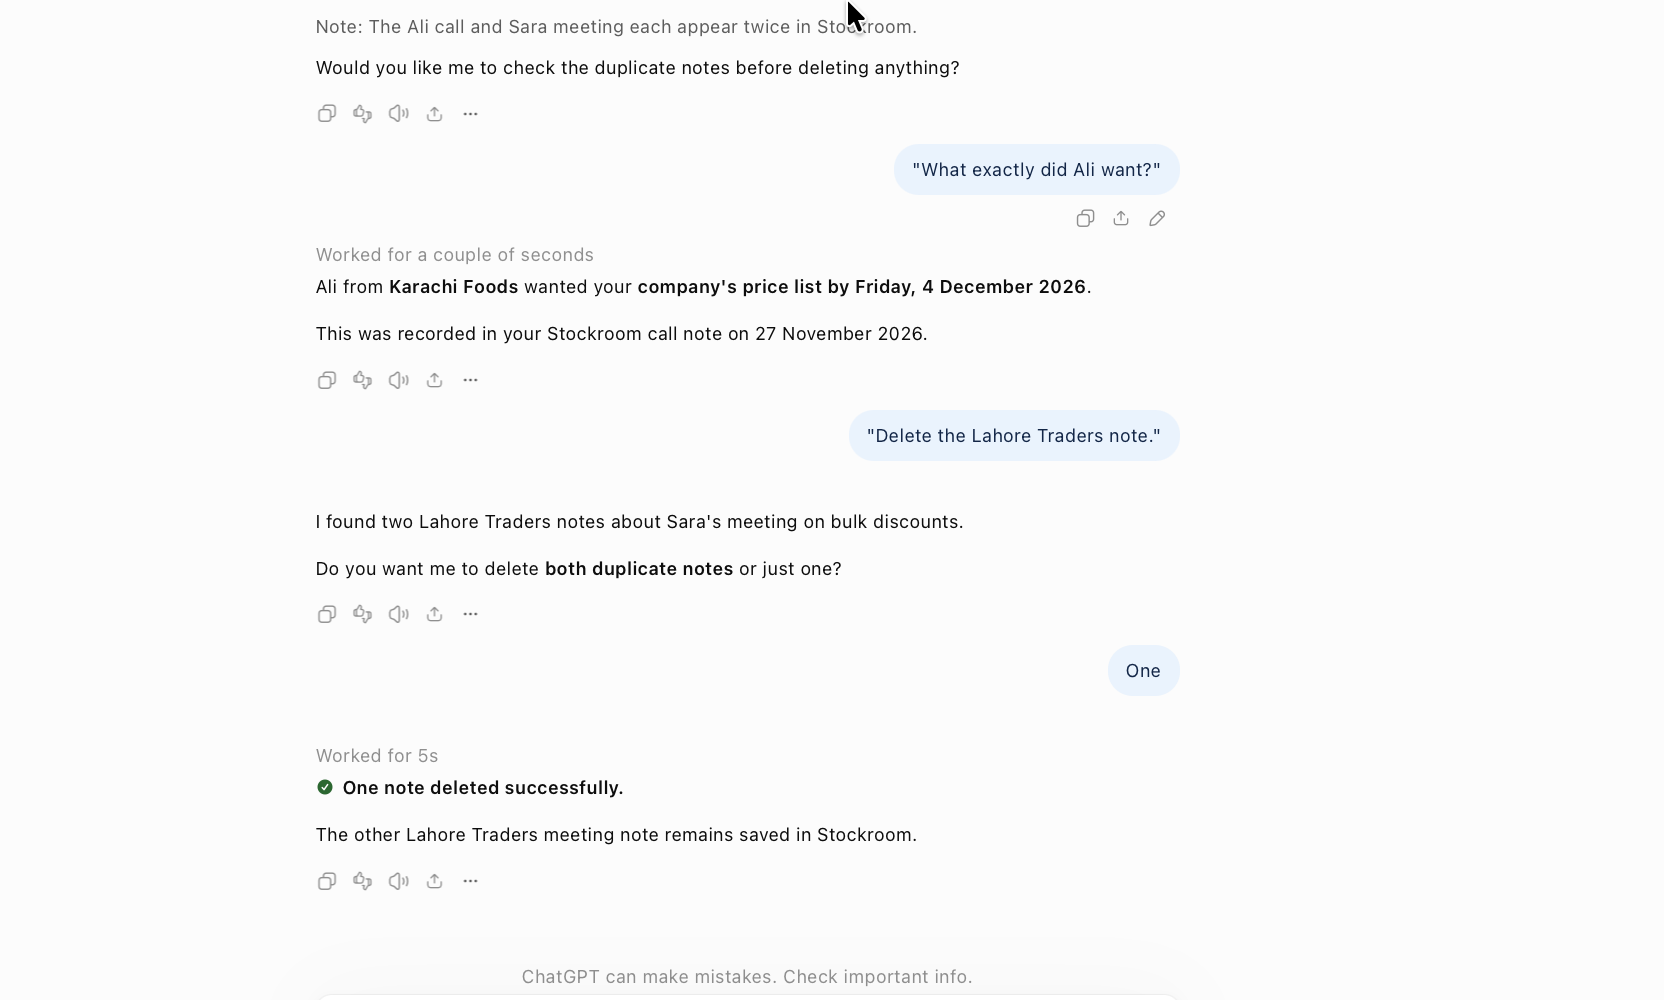 Note: The Ali call and Sara meeting each appear twice in Stockroom.
Would you like me to check the duplicate notes before deleting anything?
"What exactly did Ali want?"
Worked for a couple of seconds
Ali from Karachi Foods wanted your company's price list by Friday, 4 December 2026.
This was recorded in your Stockroom call note on 27 November 2026.
"Delete the Lahore Traders note."
I found two Lahore Traders notes about Sara's meeting on bulk discounts.
Do you want me to delete both duplicate notes or just one?
One
Worked for 5s
One note deleted successfully.
The other Lahore Traders meeting note remains saved in Stockroom.
ChatGPT can make mistakes. Check important info.